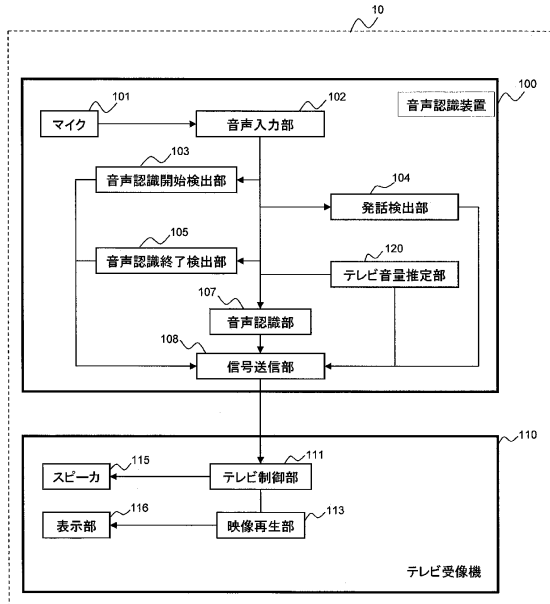 10
100
音声認識装置
101
マイク
102
音声入力部
103
音声認識開始検出部
104
発話検出部
105
音声認識終了検出部
120
テレビ音量推定部
107
音声認識部
108
信号送信部
110
111
テレビ制御部
115
スピーカ
116
表示部
113
映像再生部
テレビ受像機